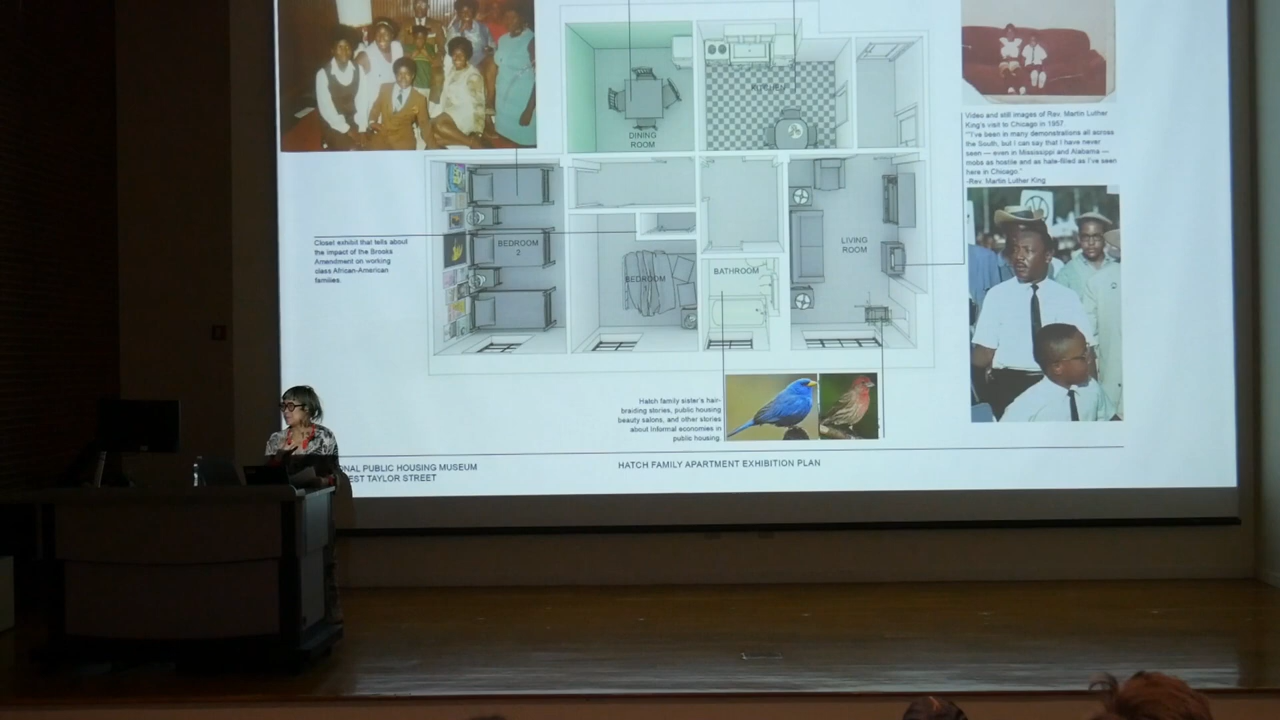 KITCHEN
DINING
ROOM
Video and still images of Rev. Martin Luther
King's visit to Chicago in 1957.
"I've been in many demonstrations all across
the South, but I can say that I have never
seen — even in Mississippi and Alabama —
mobs as hostile and as hate-filled as I've seen
here in Chicago."
-Rev. Martin Luther King
Closet exhibit that tells about
the impact of the Brooks
Amendment on working
class African-American
families.
BEDROOM
2
BEDROOM
BATHROOM
LIVING
ROOM
Hatch family sister's hair-
braiding stories, public housing
beauty salons, and other stories
about Informal economies in
public housing.
ONAL PUBLIC HOUSING MUSEUM
EST TAYLOR STREET
HATCH FAMILY APARTMENT EXHIBITION PLAN